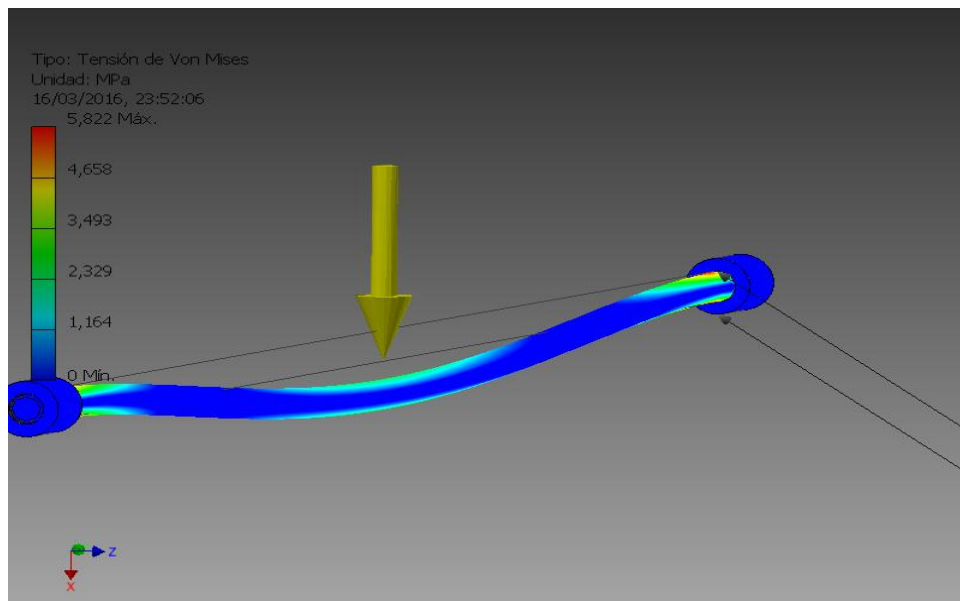 Tipo: Tensión de Von Mises
Unidad: MPa
16/03/2016, 23:52:06
5,822 Máx.
4,658
3,493
2,329
1,164
0 Mín.
Z
X